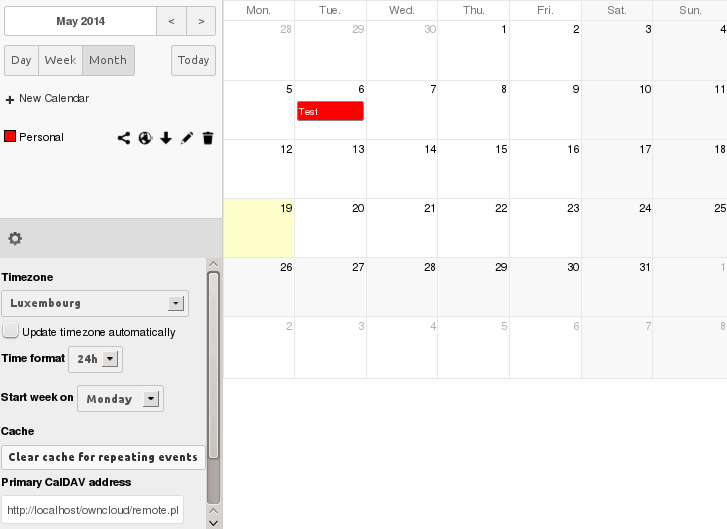 May 2014 < >
Day Week Month Today
+ New Calendar
Personal
Timezone
Luxembourg
Update timezone automatically
Time format 24h
Start week on Monday
Cache
Clear cache for repeating events
Primary CalDAV address
http://localhost/owncloud/remote.pl
Mon. Tue. Wed. Thu. Fri. Sat. Sun.
28 29 30 1 2 3 4
5 6 7 8 9 10 11
Test
12 13 14 15 16 17 18
19 20 21 22 23 24 25
26 27 28 29 30 31 1
2 3 4 5 6 7 8